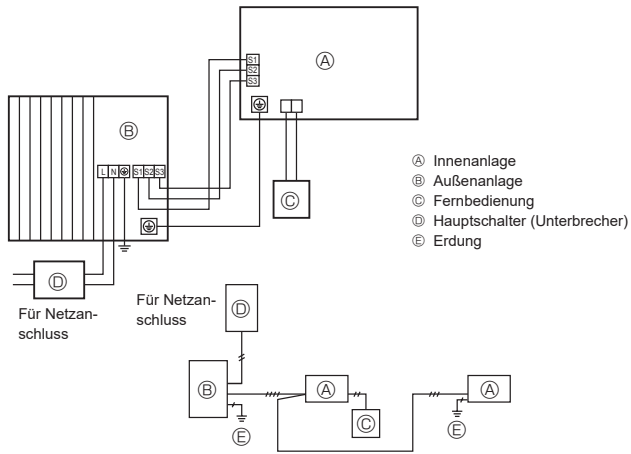 S1
S2
S3
Ⓐ
Ⓑ
L N S1 S2 S3
Ⓒ
Ⓓ
Für Netzan-
schluss
Ⓐ Innenanlage
Ⓑ Außenanlage
Ⓒ Fernbedienung
Ⓓ Hauptschalter (Unterbrecher)
Ⓔ Erdung
Für Netzan-
schluss
Ⓓ
Ⓑ
Ⓐ
Ⓐ
Ⓒ
Ⓔ
Ⓔ